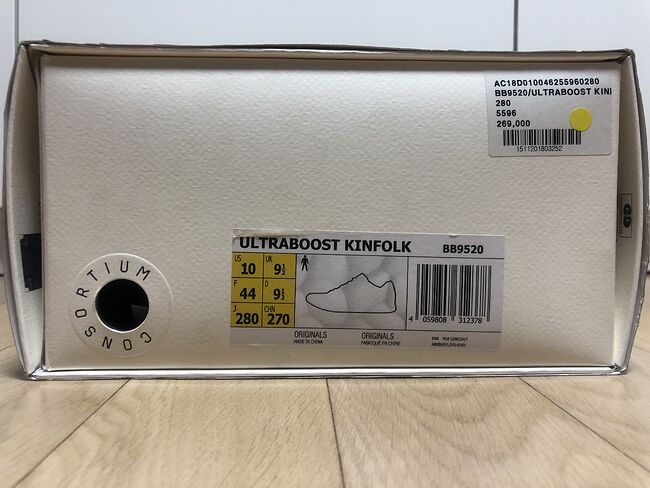 AC18D010046255960280
BB9520/ULTRABOOST KINI
280
5596
269,000
1511201803252
ULTRABOOST KINFOLK BB9520
US UK
10 9½
F D
44 9½
J CHN
280 270
4 059808 312378
ORIGINALS ORIGINALS
MADE IN CHINA FABRIQUÉ EN CHINE
CONSORTIUM